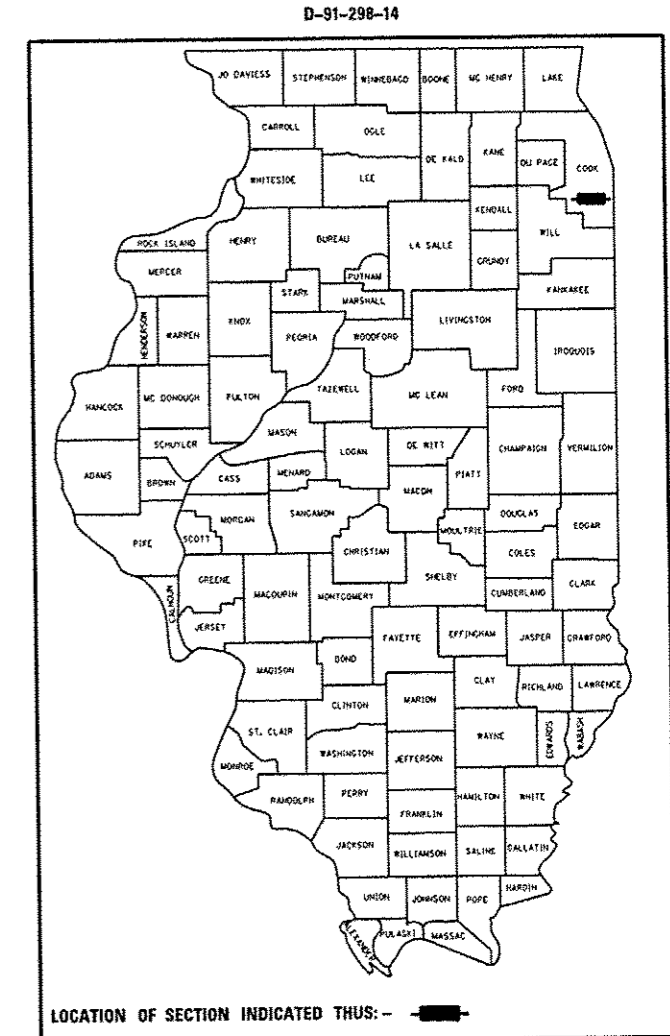 D-91-298-14
JO DAVIESS STEPHENSON WINNEBAGO BOONE MC HENRY LAKE
CARROLL OGLE DE KALB KANE DU PAGE COOK
WHITESIDE LEE KENDALL WILL
ROCK ISLAND HENRY BUREAU LA SALLE GRUNDY
MERCER PUTNAM KANKAKEE
STARK MARSHALL
HENDERSON WARREN KNOX PEORIA WOODFORD LIVINGSTON IROQUOIS
HANCOCK MC DONOUGH FULTON TAZEWELL MC LEAN FORD
MASON
SCHUYLER LOGAN DE WITT CHAMPAIGN VERMILION
ADAMS BROWN CASS MENARD PIATT
MACON
PIKE SCOTT MORGAN SANGAMON MOULTRIE DOUGLAS EDGAR
CHRISTIAN COLES
CALHOUN GREENE MACOUPIN MONTGOMERY SHELBY CUMBERLAND CLARK
JERSEY
FAYETTE EFFINGHAM JASPER CRAWFORD
MADISON BOND
CLINTON MARION CLAY RICHLAND LAWRENCE
ST. CLAIR WAYNE EDWARDS WABASH
MONROE WASHINGTON JEFFERSON
RANDOLPH PERRY HAMILTON WHITE
FRANKLIN
JACKSON WILLIAMSON SALINE GALLATIN
UNION JOHNSON POPE HARDIN
ALEXANDER PULASKI MASSAC
LOCATION OF SECTION INDICATED THUS: -